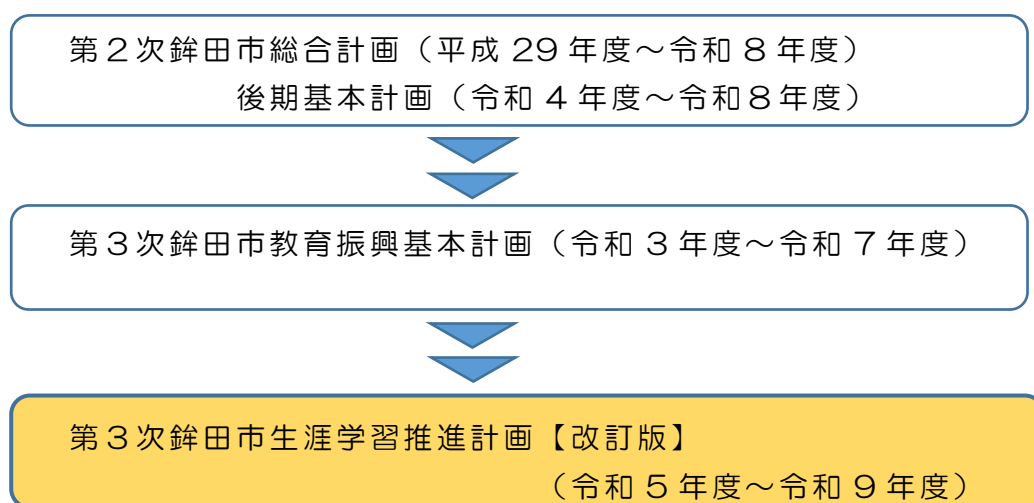 第２次鉾田市総合計画（平成 29 年度～令和 8 年度）
後期基本計画（令和 4 年度～令和８年度）
第３次鉾田市教育振興基本計画（令和 3 年度～令和 7 年度）
第３次鉾田市生涯学習推進計画【改訂版】
（令和 5 年度～令和 9 年度）